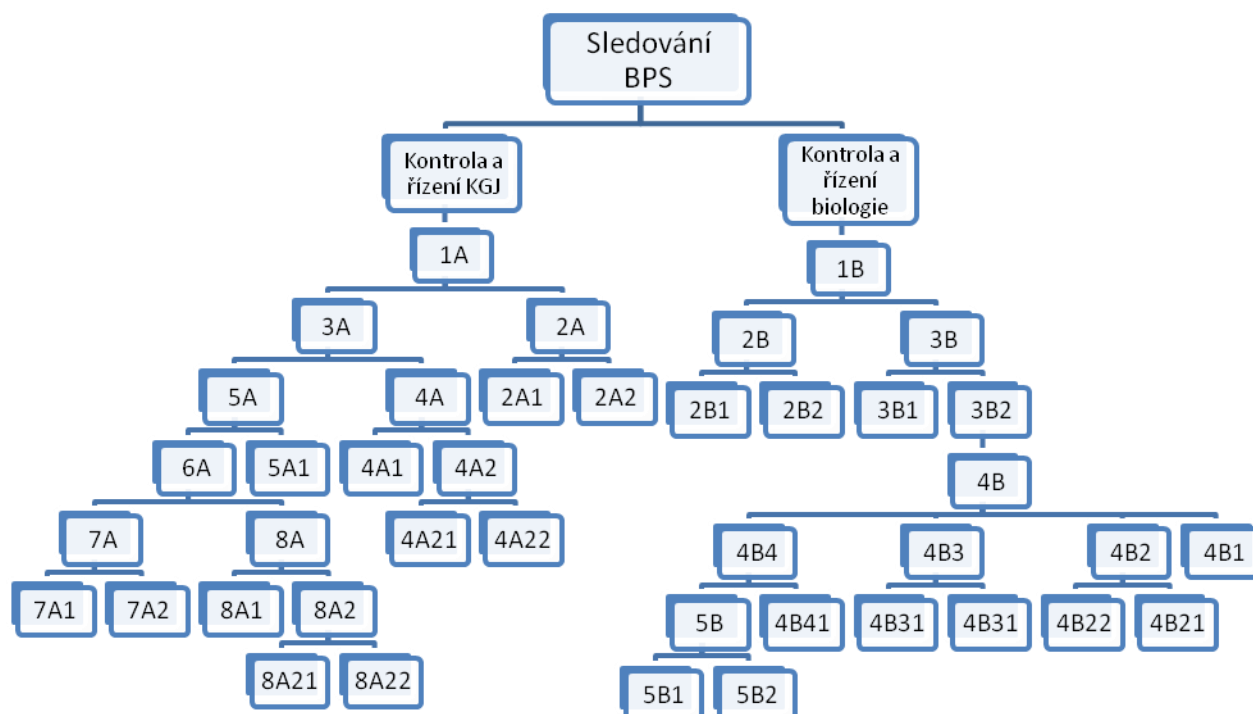 Sledování
BPS
Kontrola a
řízení KGJ
Kontrola a
řízení
biologie
1A
1B
3A
2A
2B
3B
5A
4A
2A1
2A2
2B1
2B2
3B1
3B2
6A
5A1
4A1
4A2
4B
7A
8A
4A21
4A22
4B4
4B3
4B2
4B1
7A1
7A2
8A1
8A2
5B
4B41
4B31
4B31
4B22
4B21
8A21
8A22
5B1
5B2